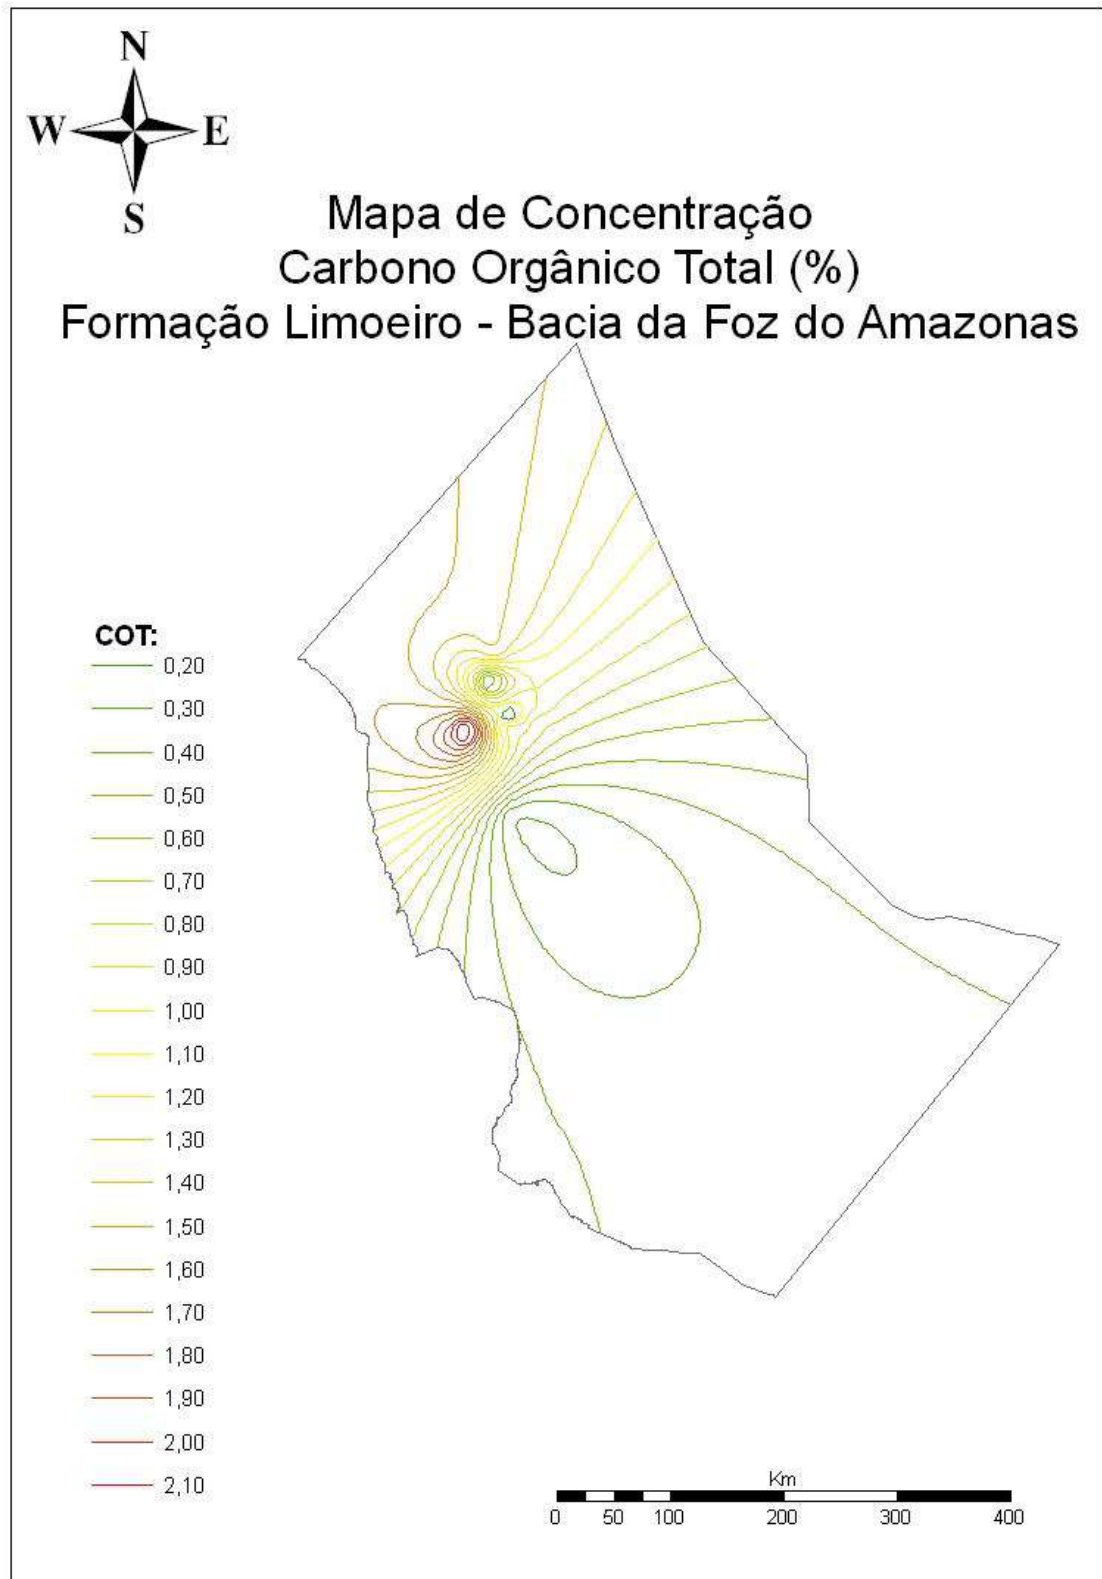 N
W E
S
Mapa de Concentração
Carbono Orgânico Total (%)
Formação Limoeiro - Bacia da Foz do Amazonas
COT:
0,20
0,30
0,40
0,50
0,60
0,70
0,80
0,90
1,00
1,10
1,20
1,30
1,40
1,50
1,60
1,70
1,80
1,90
2,00
2,10
Km
0 50 100 200 300 400